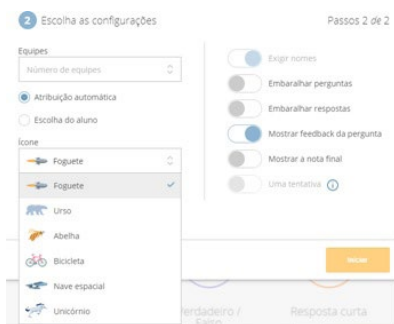 2 Escolha as configurações
Passos 2 de 2
Equipes
Número de equipes
Atribuição automática
Escolha do aluno
Ícone
Foguete
Foguete
Urso
Abelha
Bicicleta
Nave espacial
Unicórnio
Exigir nomes
Embaralhar perguntas
Embaralhar respostas
Mostrar feedback da pergunta
Mostrar a nota final
Uma tentativa
INICIAR
Verdadeiro /
Falso
Resposta curta